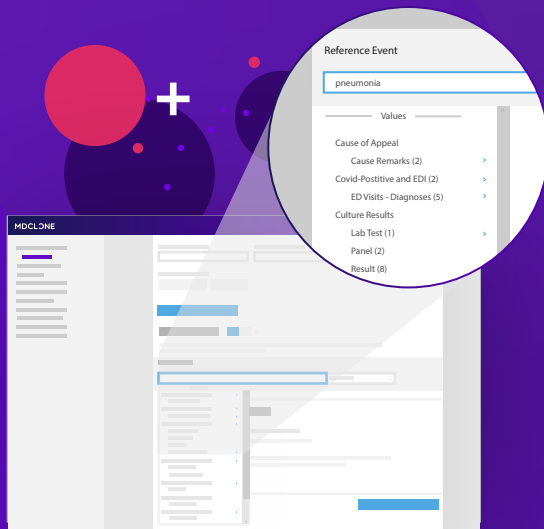 Reference Event
pneumonia
Values
Cause of Appeal
Cause Remarks (2)
Covid-Postitive and EDI (2)
ED Visits - Diagnoses (5)
Culture Results
Lab Test (1)
Panel (2)
Result (8)
MDCLONE